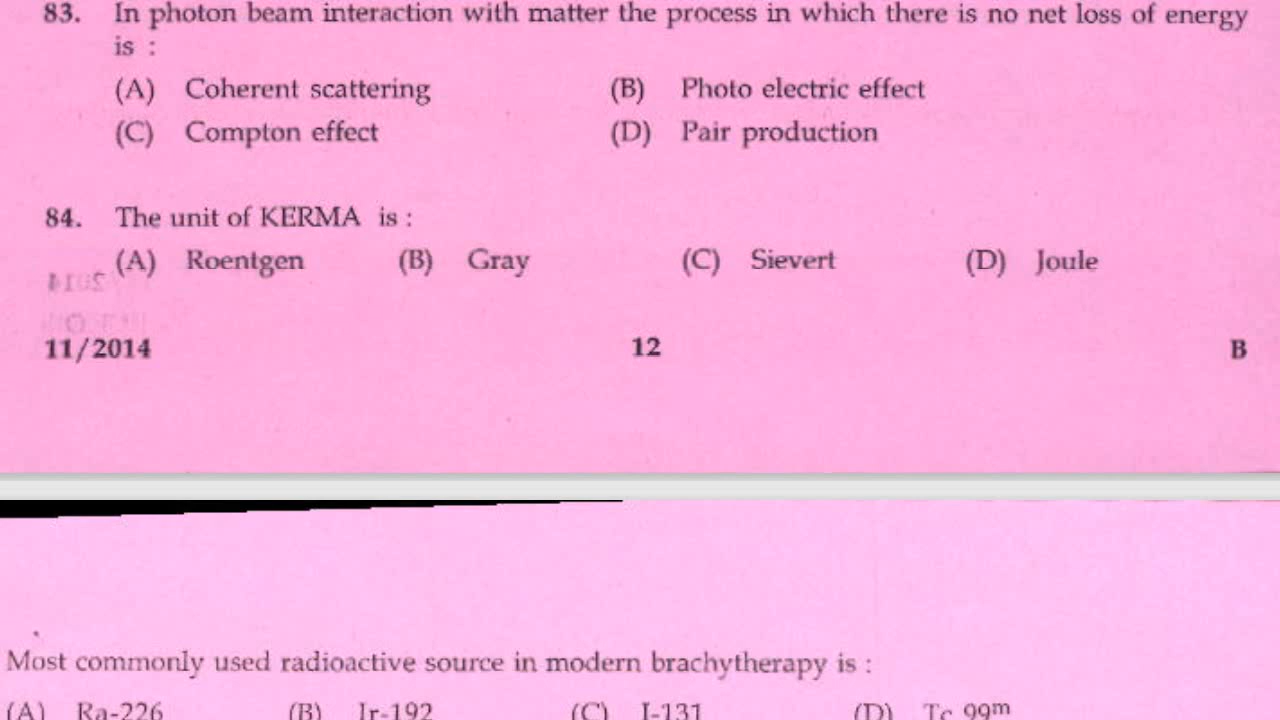 83. In photon beam interaction with matter the process in which there is no net loss of energy
is :
(A) Coherent scattering (B) Photo electric effect
(C) Compton effect (D) Pair production
84. The unit of KERMA is :
(A) Roentgen (B) Gray (C) Sievert (D) Joule
11/2014 12 B
Most commonly used radioactive source in modern brachytherapy is :
(A) Ra-226 (B) Ir-192 (C) I-131 (D) Tc 99m